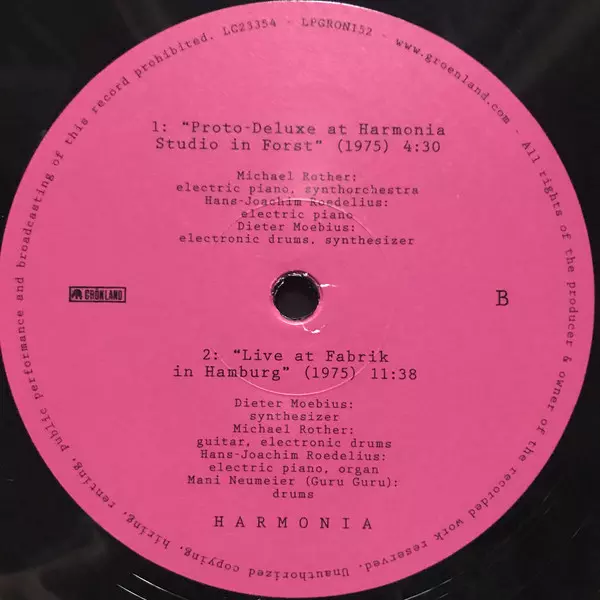 LC23354 - LPGRON152 - www.groenland.com - All rights of the producer & owner of the recorded work reserved. Unauthorized copying, hiring, renting, public performance and broadcasting of this record prohibited.
1: "Proto-Deluxe at Harmonia
Studio in Forst" (1975) 4:30
Michael Rother:
electric piano, synthorchestra
Hans-Joachim Roedelius:
electric piano
Dieter Moebius:
electronic drums, synthesizer
GRÖNLAND
B
2: "Live at Fabrik
in Hamburg" (1975) 11:38
Dieter Moebius:
synthesizer
Michael Rother:
guitar, electronic drums
Hans-Joachim Roedelius:
electric piano, organ
Mani Neumeier (Guru Guru):
drums
HARMONIA